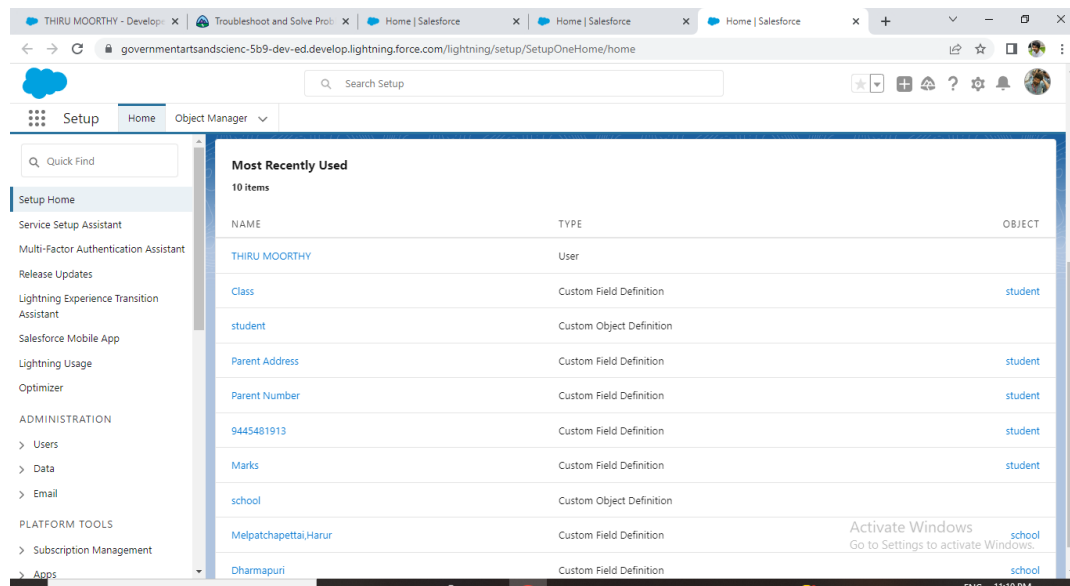 THIRU MOORTHY - Develope
Troubleshoot and Solve Prob
Home | Salesforce
Home | Salesforce
Home | Salesforce
governmentartsandscienc-5b9-dev-ed.develop.lightning.force.com/lightning/setup/SetupOneHome/home
Search Setup
Setup
Home
Object Manager
Quick Find
Setup Home
Service Setup Assistant
Multi-Factor Authentication Assistant
Release Updates
Lightning Experience Transition
Assistant
Salesforce Mobile App
Lightning Usage
Optimizer
ADMINISTRATION
Users
Data
Email
PLATFORM TOOLS
Subscription Management
Apps
Most Recently Used
10 items
NAME TYPE OBJECT
THIRU MOORTHY User
Class Custom Field Definition student
student Custom Object Definition
Parent Address Custom Field Definition student
Parent Number Custom Field Definition student
9445481913 Custom Field Definition student
Marks Custom Field Definition student
school Custom Object Definition
Melpatchapettai,Harur Custom Field Definition school
Dharmapuri Custom Field Definition school
Activate Windows
Go to Settings to activate Windows.
ENG 11:10 PM